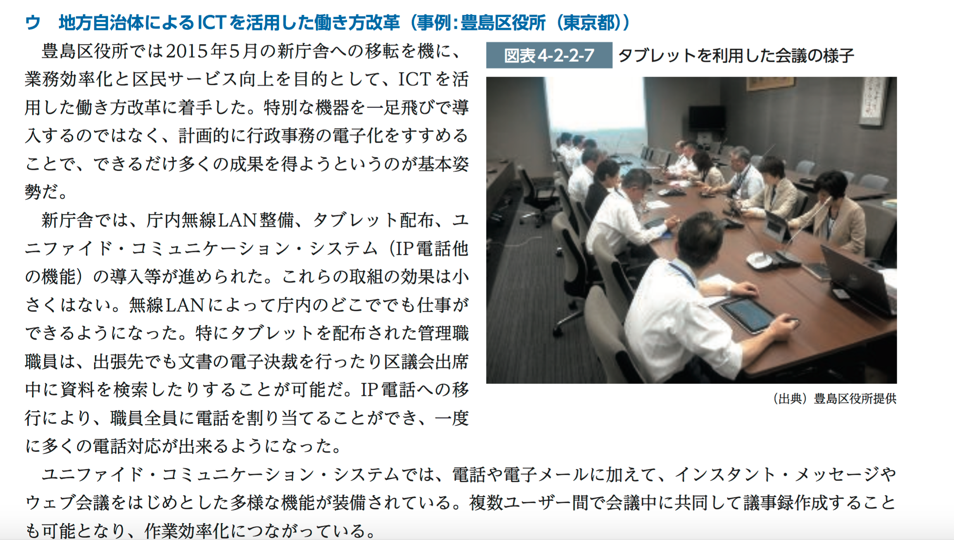 ウ 地方自治体によるICTを活用した働き方改革（事例：豊島区役所（東京都））
豊島区役所では2015年5月の新庁舎への移転を機に、
業務効率化と区民サービス向上を目的として、ICTを活
用した働き方改革に着手した。特別な機器を一足飛びで導
入するのではなく、計画的に行政事務の電子化をすすめる
ことで、できるだけ多くの成果を得ようというのが基本姿
勢だ。
新庁舎では、庁内無線LAN整備、タブレット配布、ユ
ニファイド・コミュニケーション・システム（IP電話他
の機能）の導入等が進められた。これらの取組の効果は小
さくはない。無線LANによって庁内のどこででも仕事が
できるようになった。特にタブレットを配布された管理職
職員は、出張先でも文書の電子決裁を行ったり区議会出席
中に資料を検索したりすることが可能だ。IP電話への移
行により、職員全員に電話を割り当てることができ、一度
に多くの電話対応が出来るようになった。
図表4-2-2-7 タブレットを利用した会議の様子
（出典）豊島区役所提供
ユニファイド・コミュニケーション・システムでは、電話や電子メールに加えて、インスタント・メッセージや
ウェブ会議をはじめとした多様な機能が装備されている。複数ユーザー間で会議中に共同して議事録作成すること
も可能となり、作業効率化につながっている。